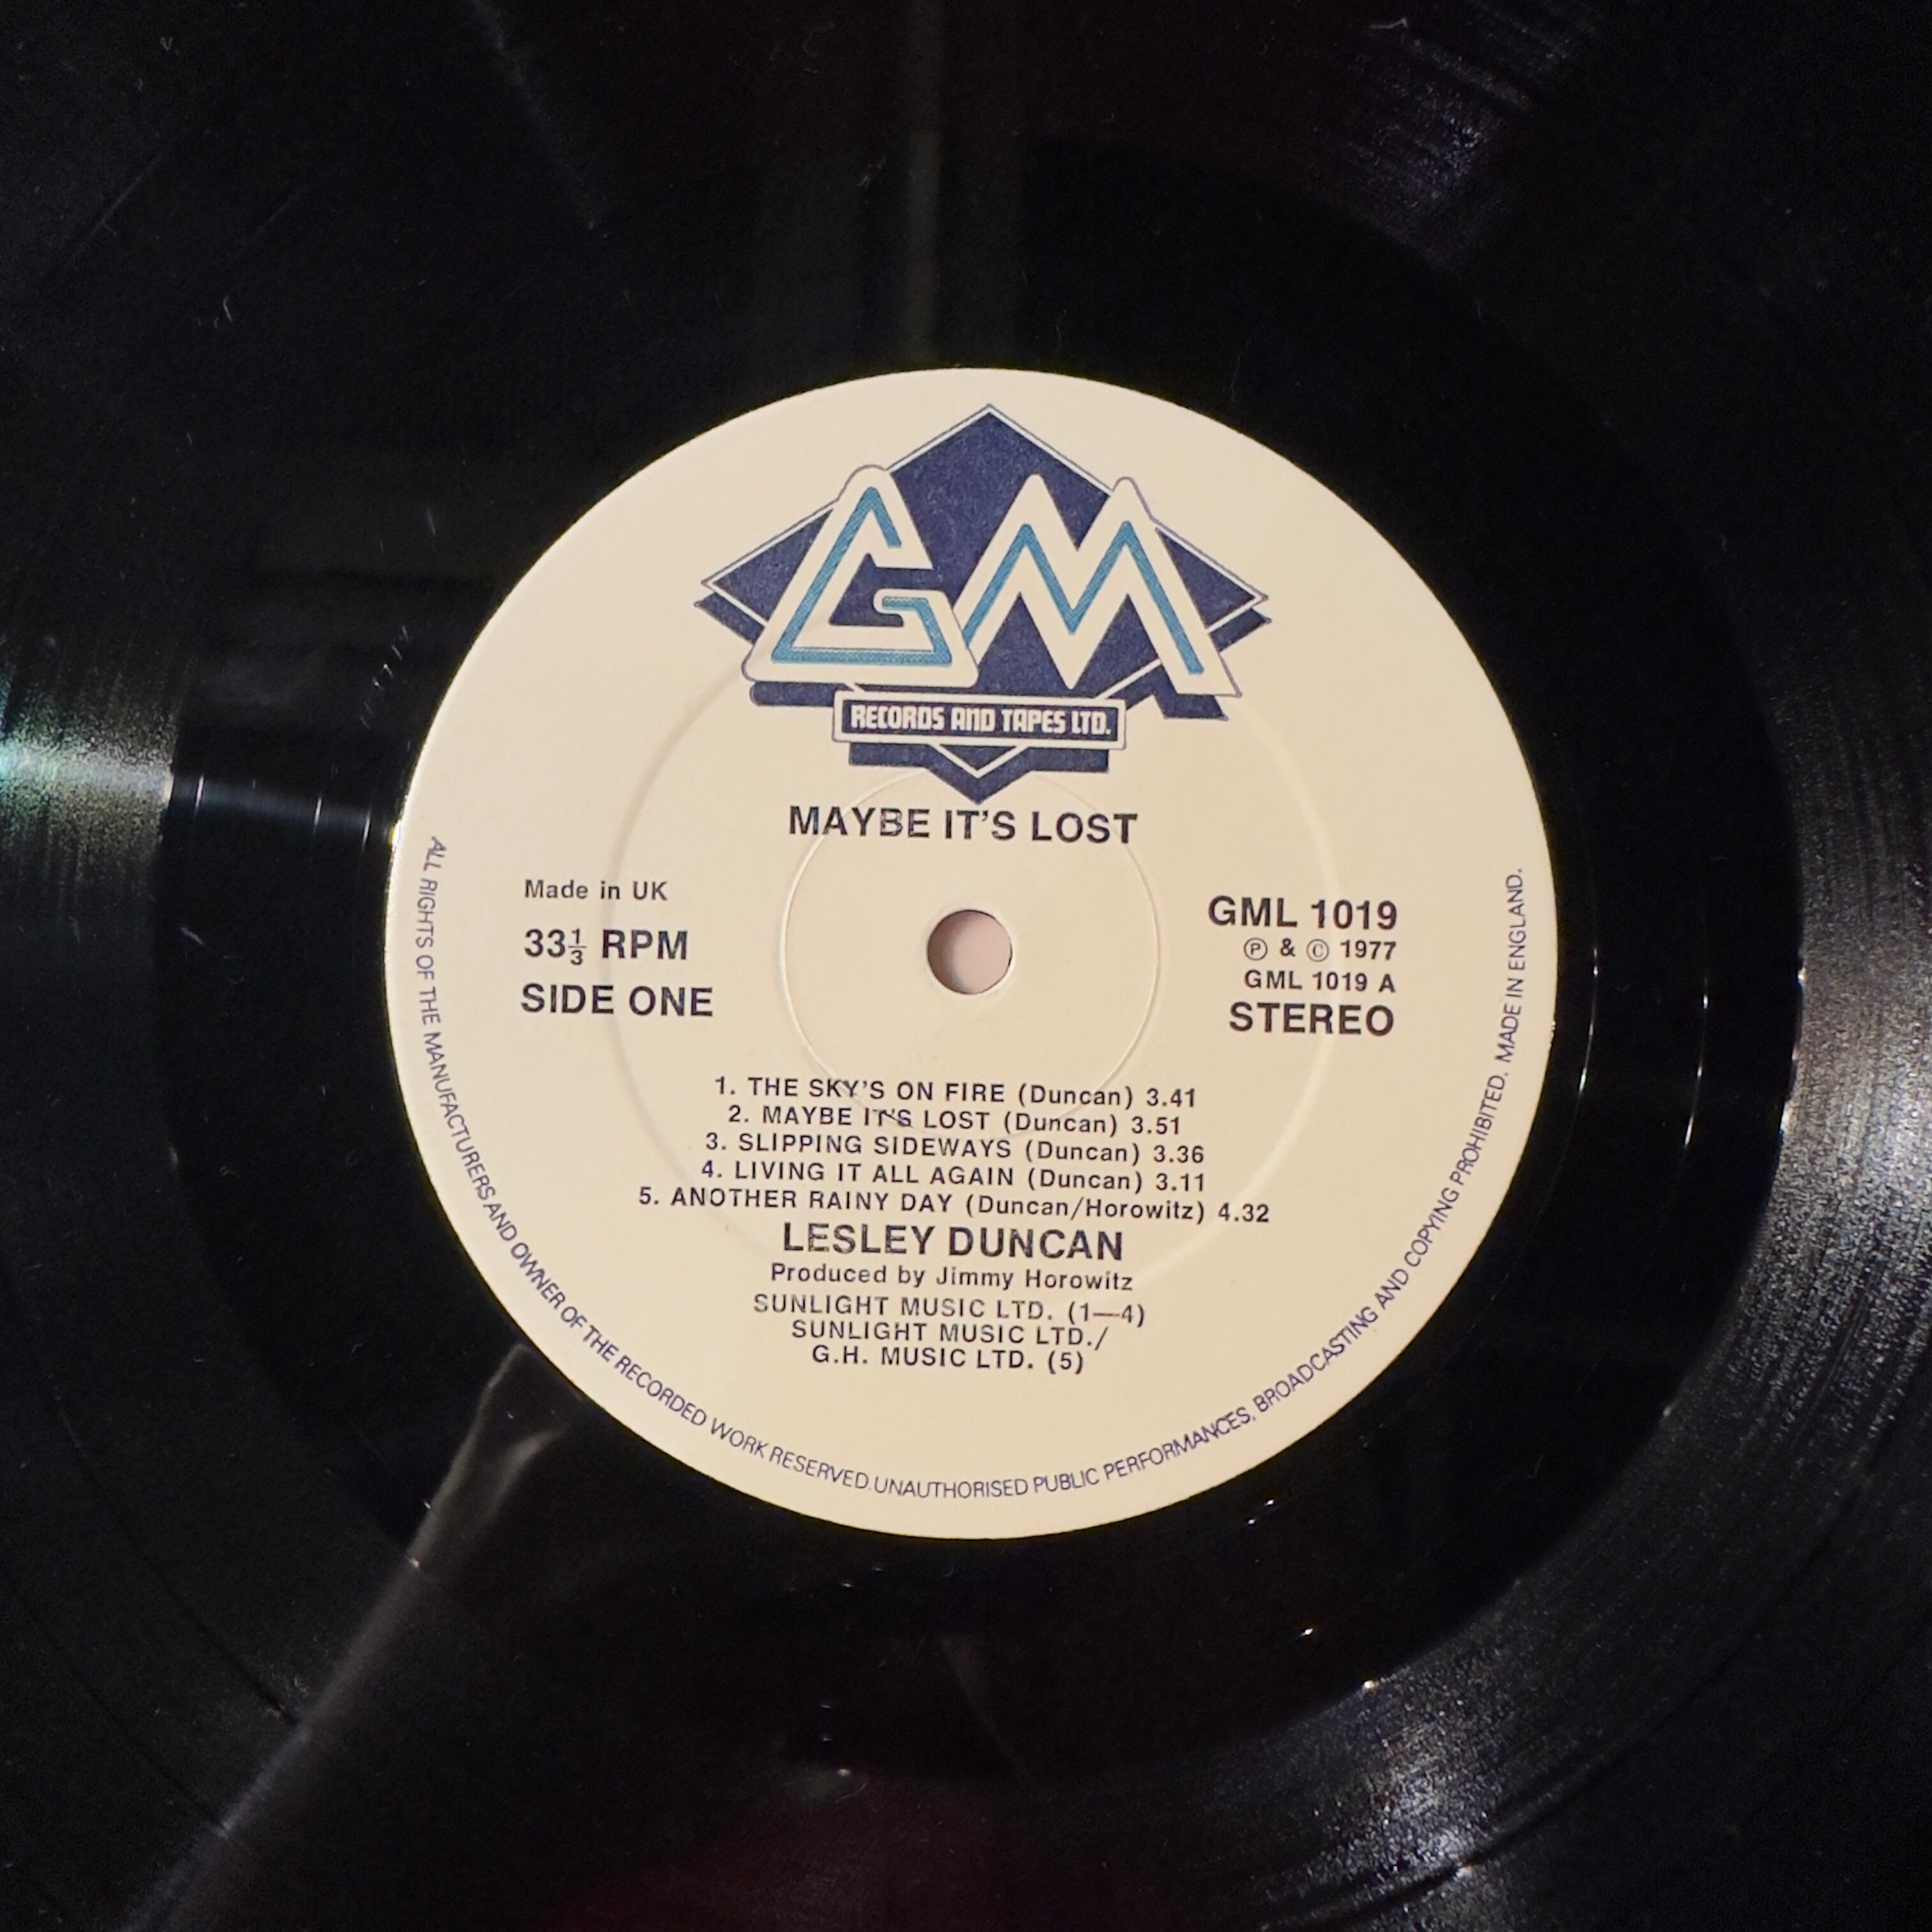 GM
RECORDS AND TAPES LTD.
MAYBE IT'S LOST
Made in UK
33⅓ RPM
SIDE ONE
GML 1019
Ⓟ & © 1977
GML 1019 A
STEREO
1. THE SKY'S ON FIRE (Duncan) 3.41
2. MAYBE IT'S LOST (Duncan) 3.51
3. SLIPPING SIDEWAYS (Duncan) 3.36
4. LIVING IT ALL AGAIN (Duncan) 3.11
5. ANOTHER RAINY DAY (Duncan/Horowitz) 4.32
LESLEY DUNCAN
Produced by Jimmy Horowitz
SUNLIGHT MUSIC LTD. (1—4)
SUNLIGHT MUSIC LTD./
G.H. MUSIC LTD. (5)
ALL RIGHTS OF THE MANUFACTURERS AND OWNER OF THE RECORDED WORK RESERVED. UNAUTHORISED PUBLIC PERFORMANCES, BROADCASTING AND COPYING PROHIBITED. MADE IN ENGLAND.